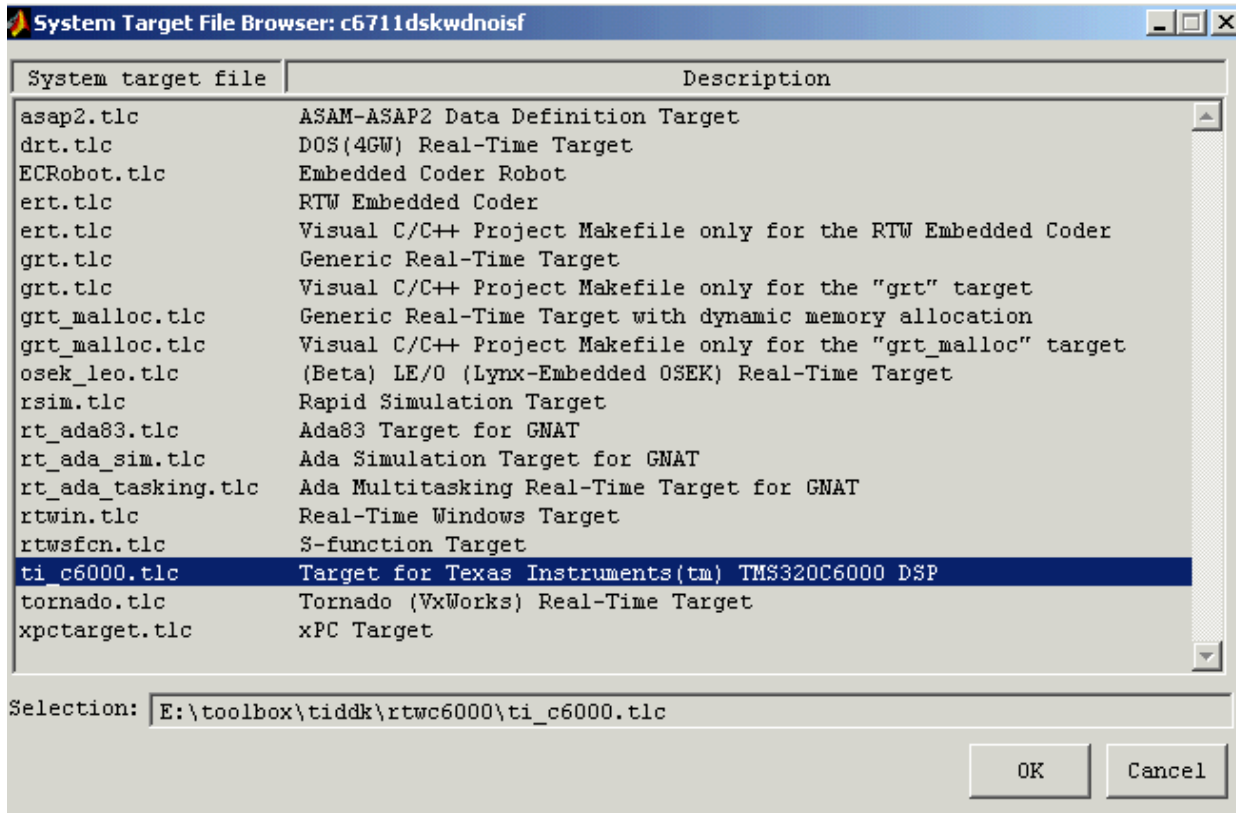 System Target File Browser: c6711dskwdnoisf
System target file Description
asap2.tlc ASAM-ASAP2 Data Definition Target
drt.tlc DOS(4GW) Real-Time Target
ECRobot.tlc Embedded Coder Robot
ert.tlc RTW Embedded Coder
ert.tlc Visual C/C++ Project Makefile only for the RTW Embedded Coder
grt.tlc Generic Real-Time Target
grt.tlc Visual C/C++ Project Makefile only for the "grt" target
grt_malloc.tlc Generic Real-Time Target with dynamic memory allocation
grt_malloc.tlc Visual C/C++ Project Makefile only for the "grt_malloc" target
osek_leo.tlc (Beta) LE/O (Lynx-Embedded OSEK) Real-Time Target
rsim.tlc Rapid Simulation Target
rt_ada83.tlc Ada83 Target for GNAT
rt_ada_sim.tlc Ada Simulation Target for GNAT
rt_ada_tasking.tlc Ada Multitasking Real-Time Target for GNAT
rtwin.tlc Real-Time Windows Target
rtwsfcn.tlc S-function Target
ti_c6000.tlc Target for Texas Instruments(tm) TMS320C6000 DSP
tornado.tlc Tornado (VxWorks) Real-Time Target
xpctarget.tlc xPC Target
Selection: E:\toolbox\tiddk\rtwc6000\ti_c6000.tlc
OK Cancel